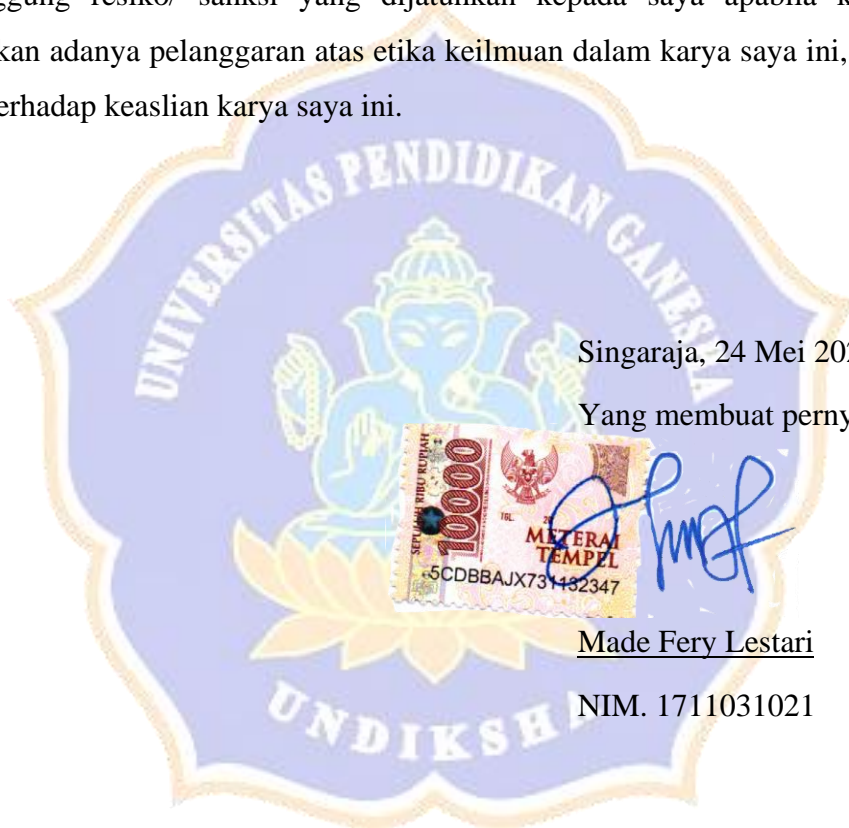 ggung resiko/ sanksi yang dijatuhkan kepada saya apabila k
kan adanya pelanggaran atas etika keilmuan dalam karya saya ini,
erhadap keaslian karya saya ini.
UNIVERSITAS PENDIDIKAN GANESHA
Singaraja, 24 Mei 202
Yang membuat perny
SEPULUH RIBU RUPIAH
10000
TGL. 20
METERAI
TEMPEL
5CDBBAJX731132347
Made Fery Lestari
NIM. 1711031021
UNDIKSHA